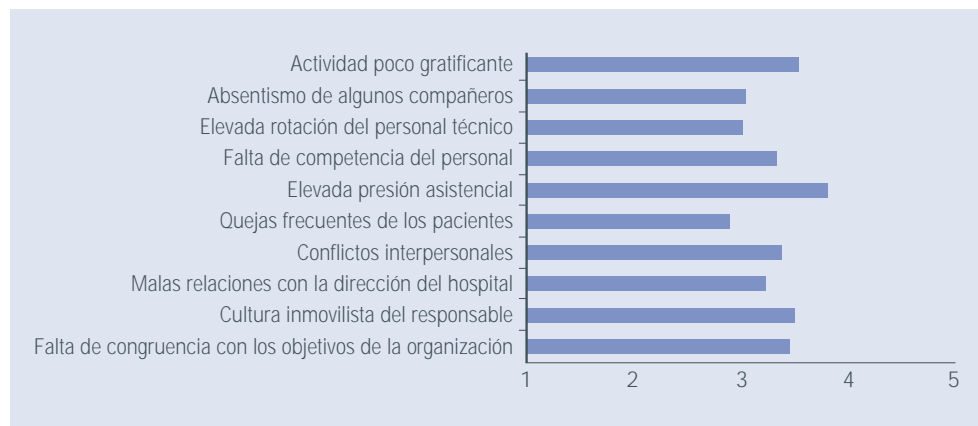 Actividad poco gratificante
Absentismo de algunos compañeros
Elevada rotación del personal técnico
Falta de competencia del personal
Elevada presión asistencial
Quejas frecuentes de los pacientes
Conflictos interpersonales
Malas relaciones con la dirección del hospital
Cultura inmovilista del responsable
Falta de congruencia con los objetivos de la organización
1 2 3 4 5